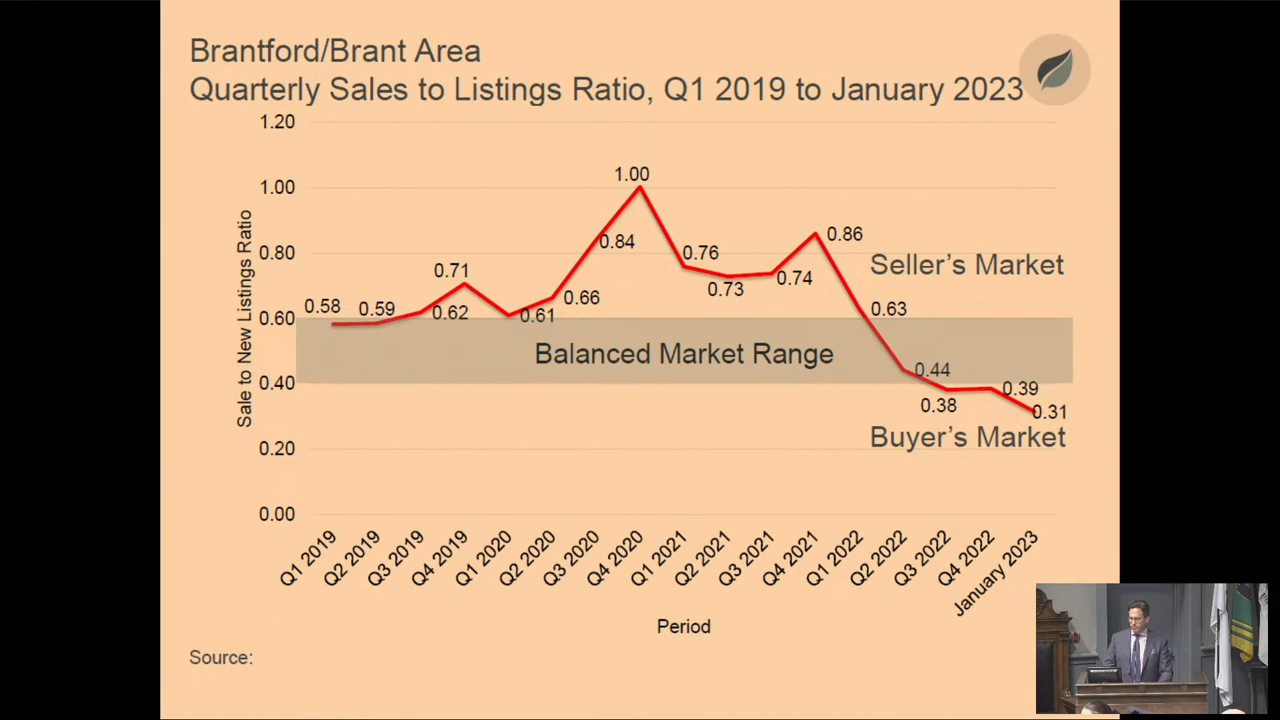 Brantford/Brant Area
Quarterly Sales to Listings Ratio, Q1 2019 to January 2023
1.20
1.00
0.80
0.60
0.40
0.20
0.00
Sale to New Listings Ratio
0.58
0.59
0.62
0.71
0.61
0.66
0.84
1.00
0.76
0.73
0.74
0.86
0.63
0.44
0.38
0.39
0.31
Seller's Market
Balanced Market Range
Buyer's Market
Q1 2019
Q2 2019
Q3 2019
Q4 2019
Q1 2020
Q2 2020
Q3 2020
Q4 2020
Q1 2021
Q2 2021
Q3 2021
Q4 2021
Q1 2022
Q2 2022
Q3 2022
Q4 2022
January 2023
Period
Source: